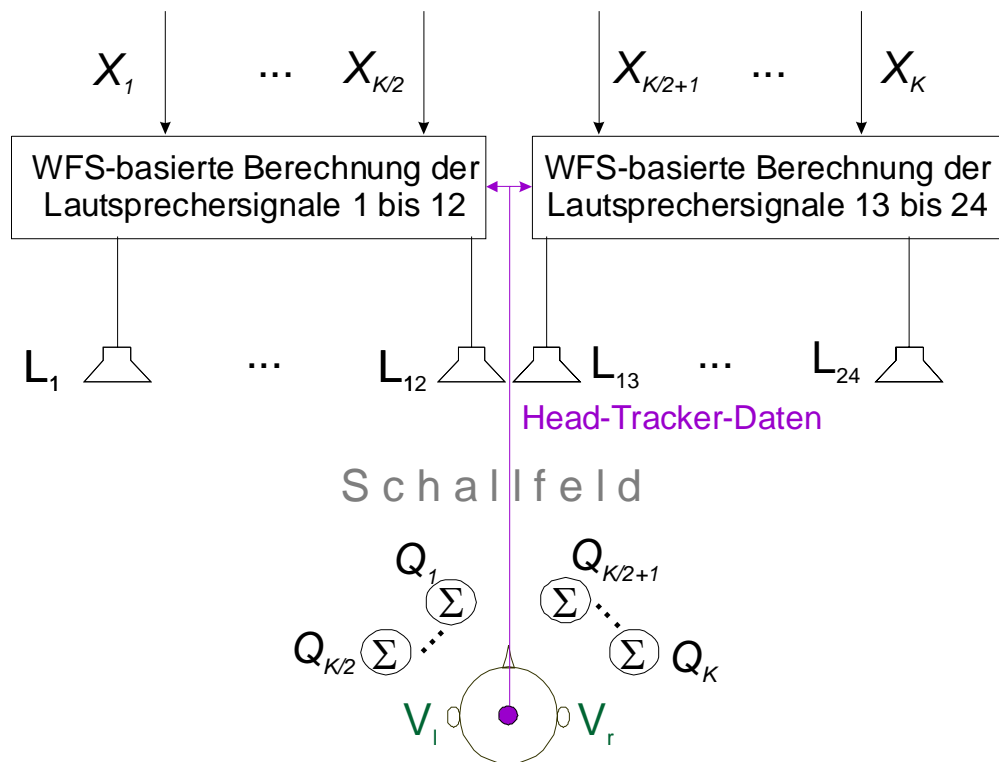 X1 ... XK/2 XK/2+1 ... XK
WFS-basierte Berechnung der
Lautsprechersignale 1 bis 12
WFS-basierte Berechnung der
Lautsprechersignale 13 bis 24
L1 ... L12 L13 ... L24
Head-Tracker-Daten
Schallfeld
Q1 QK/2+1
Σ Σ
QK/2 Σ Σ QK
Vl Vr